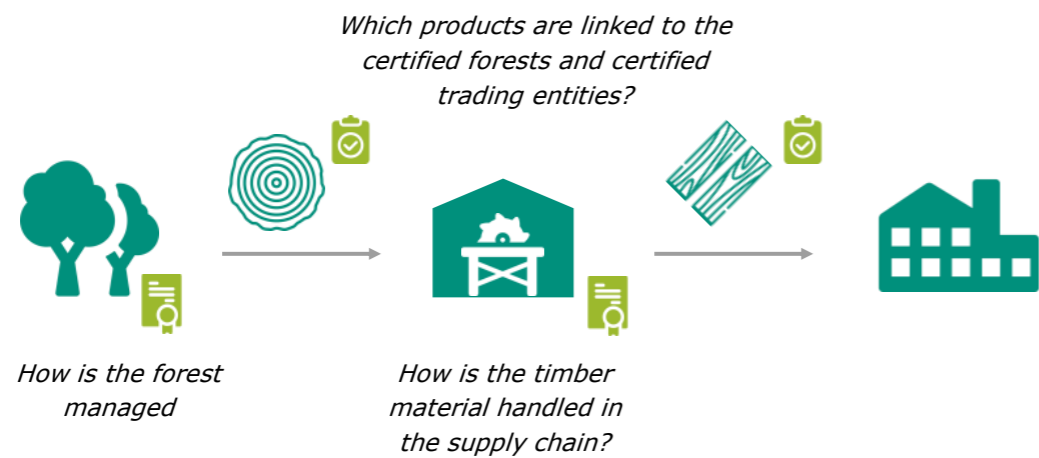 Which products are linked to the
certified forests and certified
trading entities?
How is the forest
managed
How is the timber
material handled in
the supply chain?